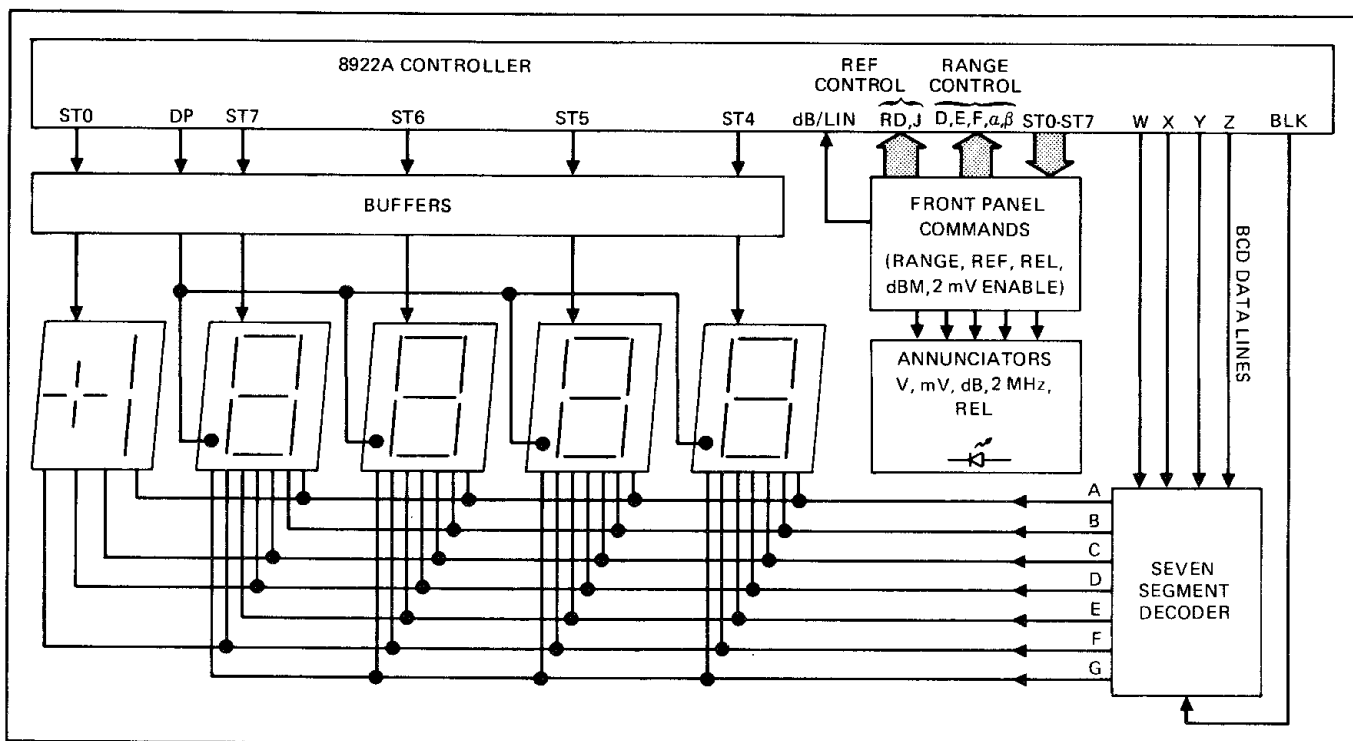 8922A CONTROLLER
REF CONTROL
RANGE CONTROL
ST0 DP ST7 ST6 ST5 ST4 dB/LIN RD,J D,E,F,α,β ST0-ST7 W X Y Z BLK
BUFFERS
FRONT PANEL
COMMANDS
(RANGE, REF, REL,
dBM, 2 mV ENABLE)
BCD DATA LINES
ANNUNCIATORS
V, mV, dB, 2 MHz,
REL
A
B
C
D
E
F
G
SEVEN
SEGMENT
DECODER